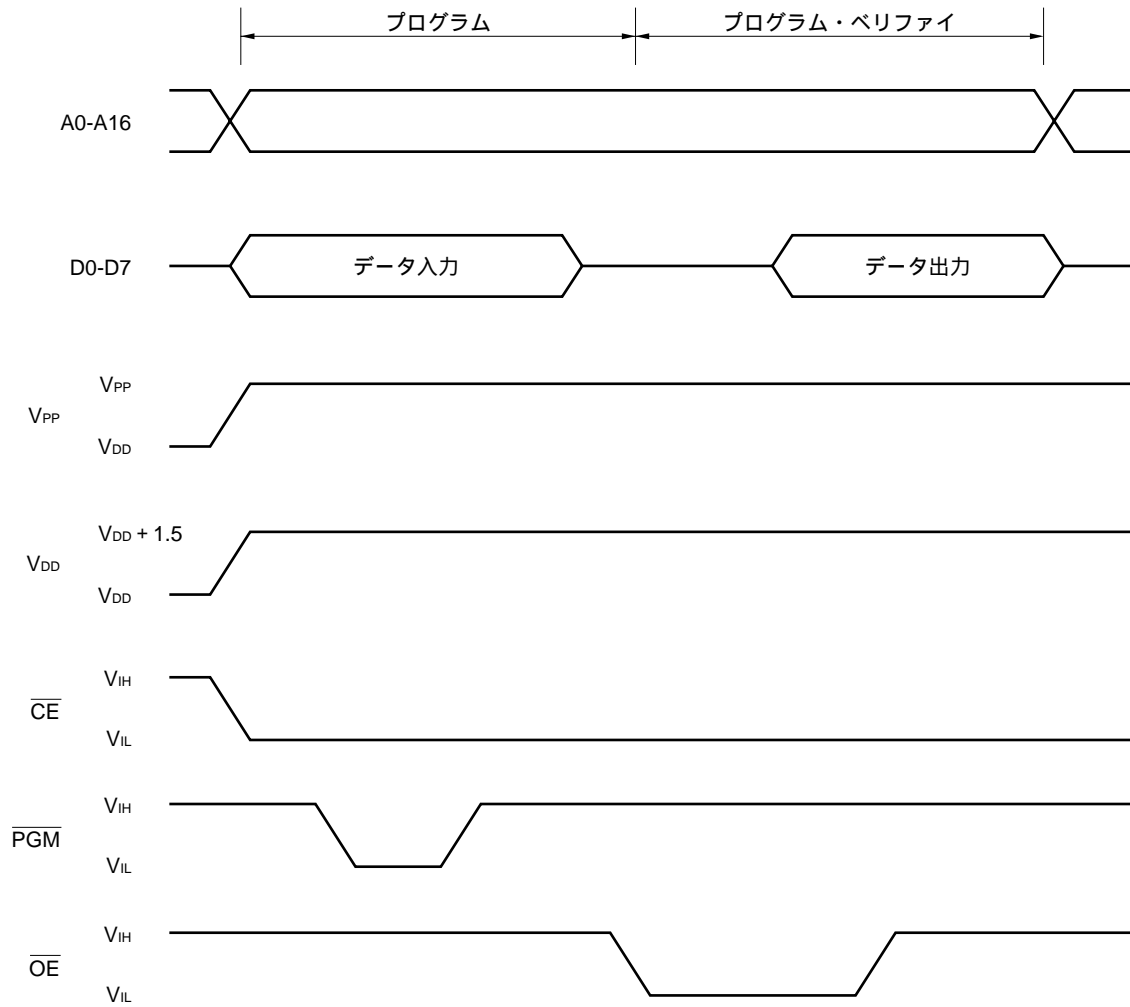 プログラム プログラム・ベリファイ
A0-A16
D0-D7 データ入力 データ出力
VPP
VPP
VDD
VDD + 1.5
VDD
VDD
VIH
CE
VIL
VIH
PGM
VIL
VIH
OE
VIL